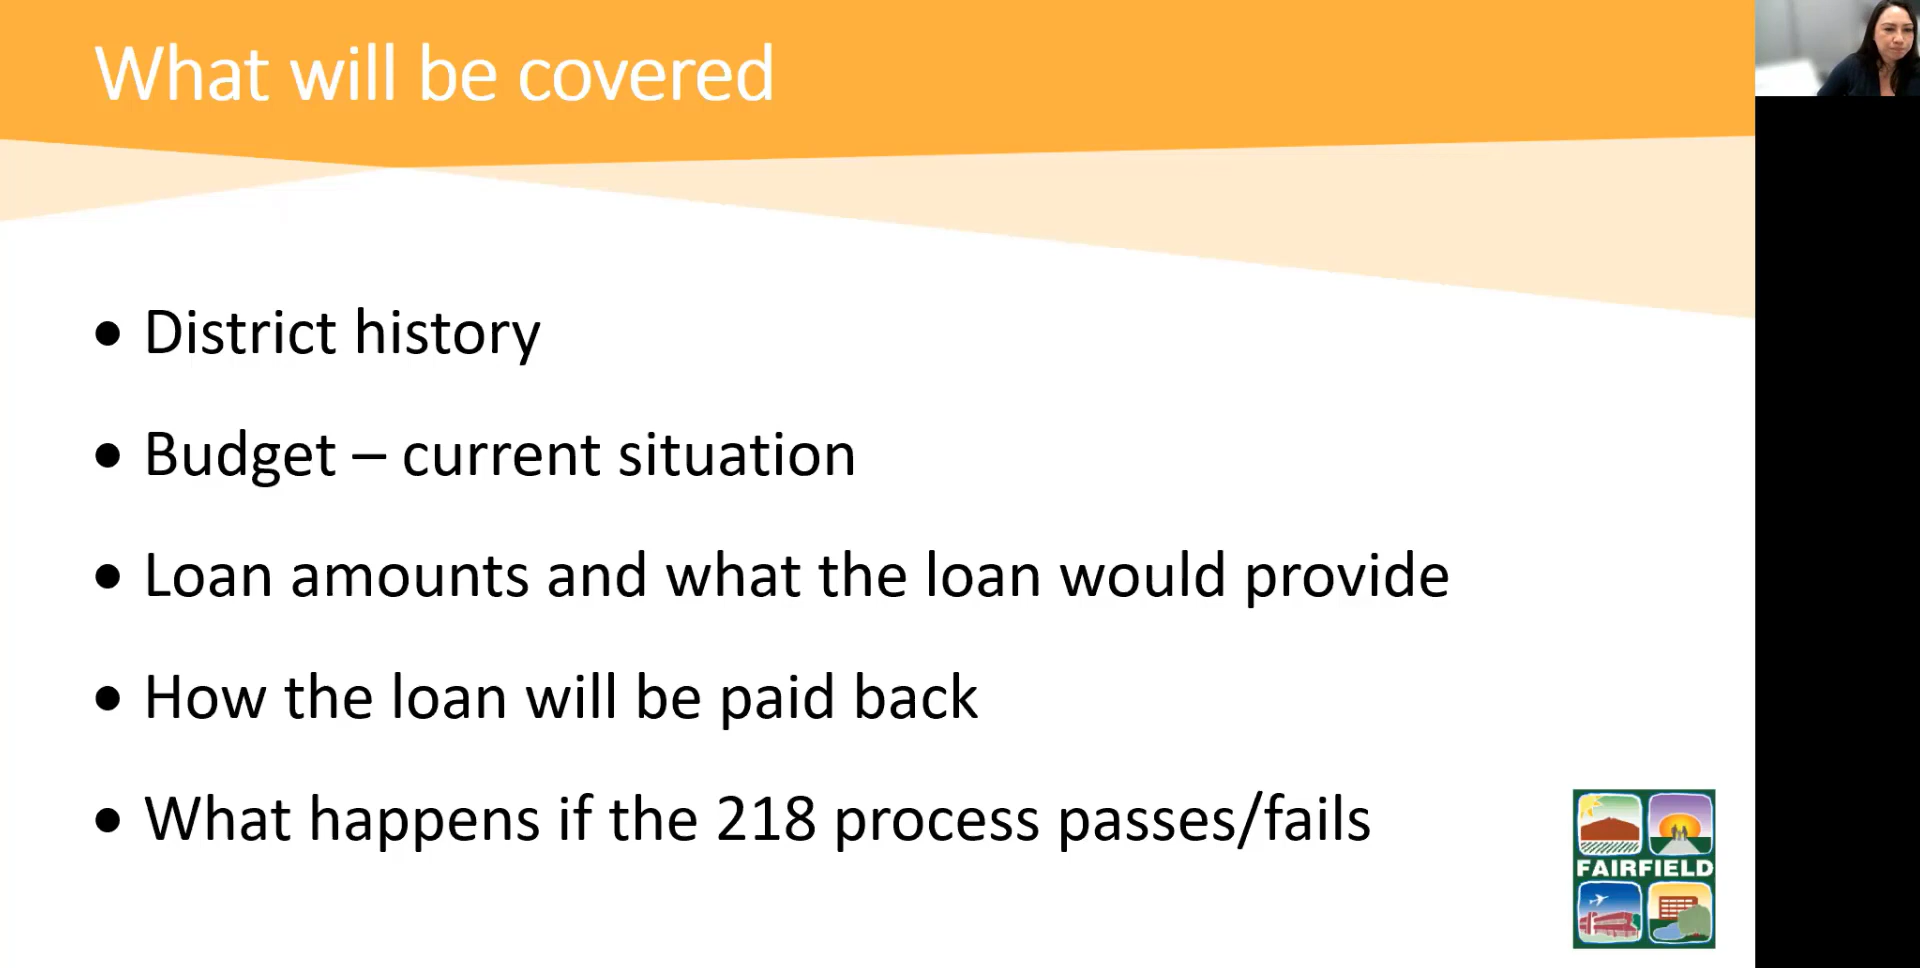 What will be covered
• District history
• Budget – current situation
• Loan amounts and what the loan would provide
• How the loan will be paid back
• What happens if the 218 process passes/fails
FAIRFIELD